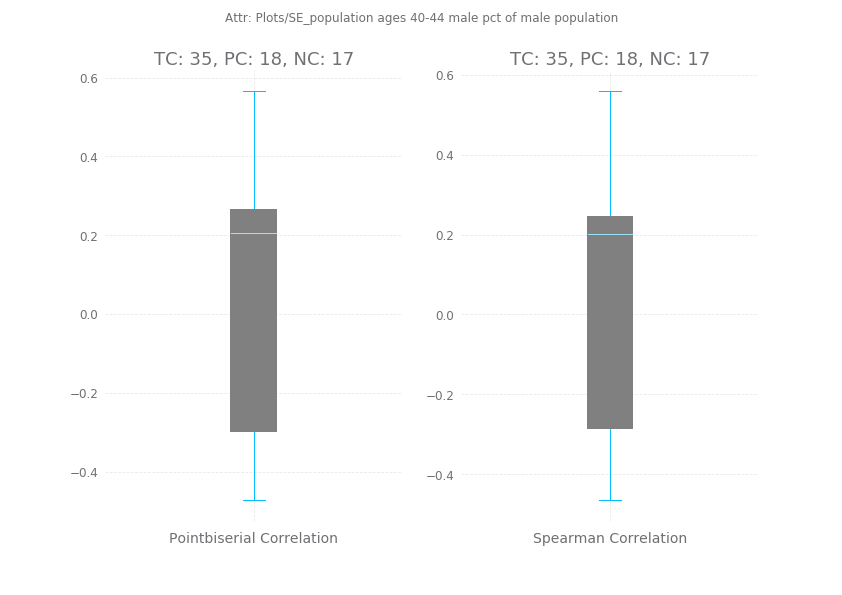 Attr: Plots/SE_population ages 40-44 male pct of male population
TC: 35, PC: 18, NC: 17
0.6
0.4
0.2
0.0
−0.2
−0.4
Pointbiserial Correlation
TC: 35, PC: 18, NC: 17
0.6
0.4
0.2
0.0
−0.2
−0.4
Spearman Correlation